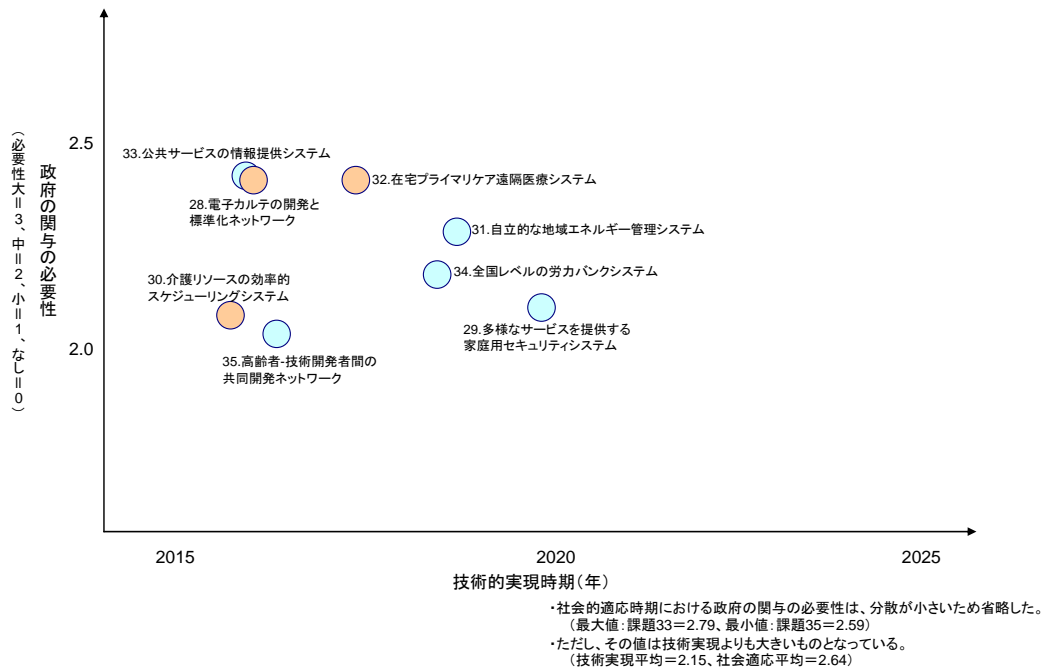 2.5
2.0
政府の関与の必要性
（必要性大＝3、中＝2、小＝1、なし＝0）
33.公共サービスの情報提供システム
28.電子カルテの開発と
標準化ネットワーク
32.在宅プライマリケア遠隔医療システム
31.自立的な地域エネルギー管理システム
34.全国レベルの労力バンクシステム
30.介護リソースの効率的
スケジューリングシステム
29.多様なサービスを提供する
家庭用セキュリティシステム
35.高齢者-技術開発者間の
共同開発ネットワーク
2015
2020
2025
技術的実現時期（年）
・社会的適応時期における政府の関与の必要性は、分散が小さいため省略した。
（最大値：課題33＝2.79、最小値：課題35＝2.59）
・ただし、その値は技術実現よりも大きいものとなっている。
（技術実現平均＝2.15、社会適応平均＝2.64）